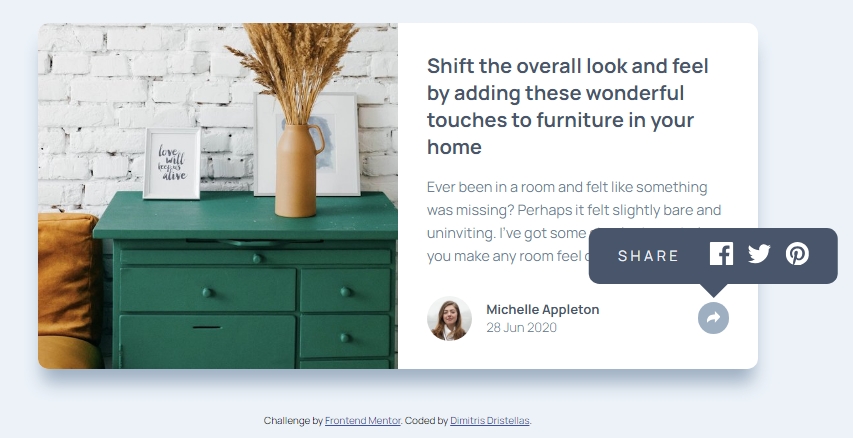 Shift the overall look and feel
by adding these wonderful
touches to furniture in your
home
Ever been in a room and felt like something
was missing? Perhaps it felt slightly bare and
uninviting. I've got some
you make any room feel
SHARE
Michelle Appleton
28 Jun 2020
love
will
keep us
alive
Challenge by Frontend Mentor. Coded by Dimitris Dristellas.